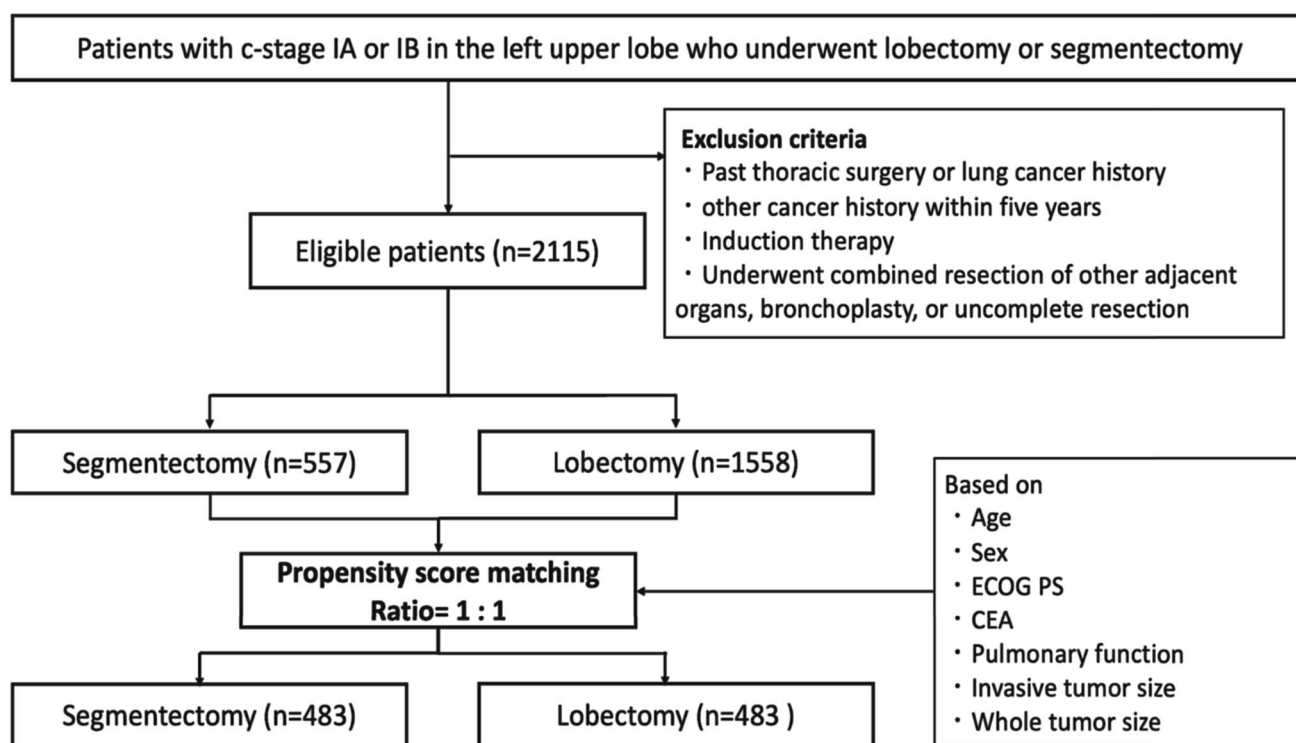 Patients with c-stage IA or IB in the left upper lobe who underwent lobectomy or segmentectomy
Exclusion criteria
・Past thoracic surgery or lung cancer history
・other cancer history within five years
・Induction therapy
・Underwent combined resection of other adjacent
organs, bronchoplasty, or uncomplete resection
Eligible patients (n=2115)
Segmentectomy (n=557)
Lobectomy (n=1558)
Propensity score matching
Ratio= 1 : 1
Based on
・Age
・Sex
・ECOG PS
・CEA
・Pulmonary function
・Invasive tumor size
・Whole tumor size
Segmentectomy (n=483)
Lobectomy (n=483 )